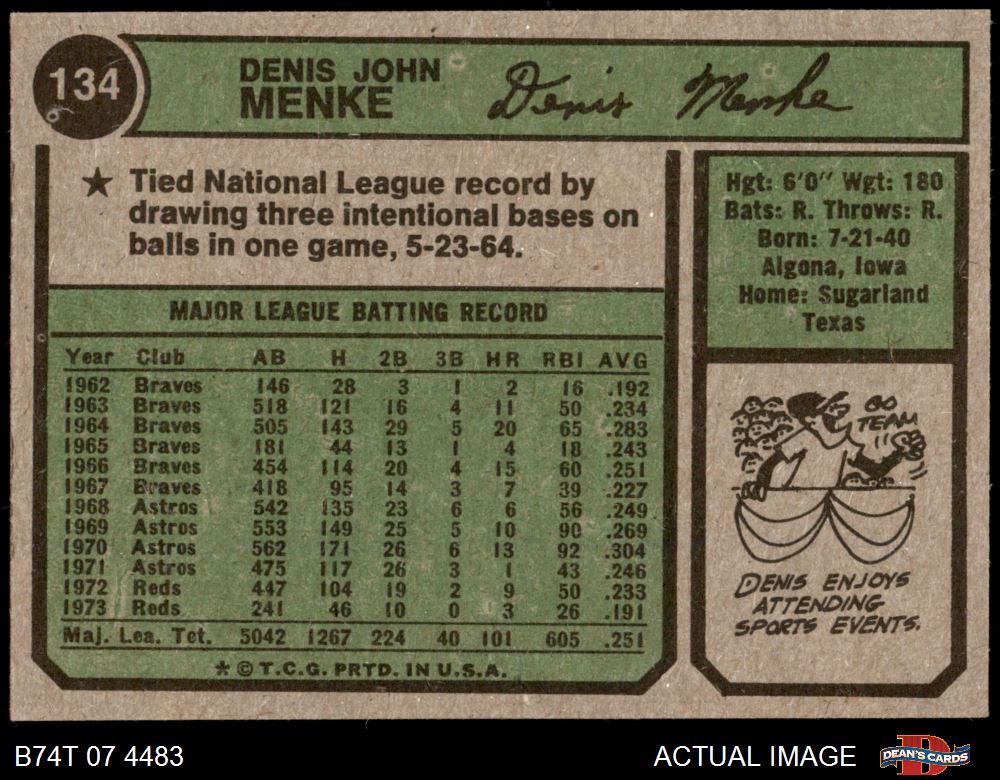 134
DENIS JOHN
MENKE
Denis Menke
★ Tied National League record by
drawing three intentional bases on
balls in one game, 5-23-64.
Hgt: 6'0" Wgt: 180
Bats: R. Throws: R.
Born: 7-21-40
Algona, Iowa
Home: Sugarland
Texas
MAJOR LEAGUE BATTING RECORD
Year Club AB H 2B 3B HR RBI AVG
1962 Braves 146 28 3 1 2 16 .192
1963 Braves 518 121 16 4 11 50 .234
1964 Braves 505 143 29 5 20 65 .283
1965 Braves 181 44 13 1 4 18 .243
1966 Braves 454 114 20 4 15 60 .251
1967 Braves 418 95 14 3 7 39 .227
1968 Astros 542 135 23 6 6 56 .249
1969 Astros 553 149 25 5 10 90 .269
1970 Astros 562 171 26 6 13 92 .304
1971 Astros 475 117 26 3 1 43 .246
1972 Reds 447 104 19 2 9 50 .233
1973 Reds 241 46 10 0 3 26 .191
Maj. Lea. Tot. 5042 1267 224 40 101 605 .251
* © T.C.G. PRTD. IN U.S.A.
GO
TEAM
DENIS ENJOYS
ATTENDING
SPORTS EVENTS.
B74T 07 4483
ACTUAL IMAGE
D
DEAN'S CARDS